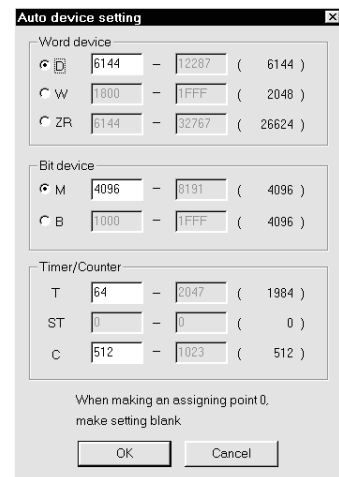 Auto device setting
Word device
D 6144 – 12287 ( 6144 )
W 1800 – 1FFF ( 2048 )
ZR 6144 – 32767 ( 26624 )
Bit device
M 4096 – 8191 ( 4096 )
B 1000 – 1FFF ( 4096 )
Timer/Counter
T 64 – 2047 ( 1984 )
ST 0 – 0 ( 0 )
C 512 – 1023 ( 512 )
When making an assigning point 0,
make setting blank
OK Cancel